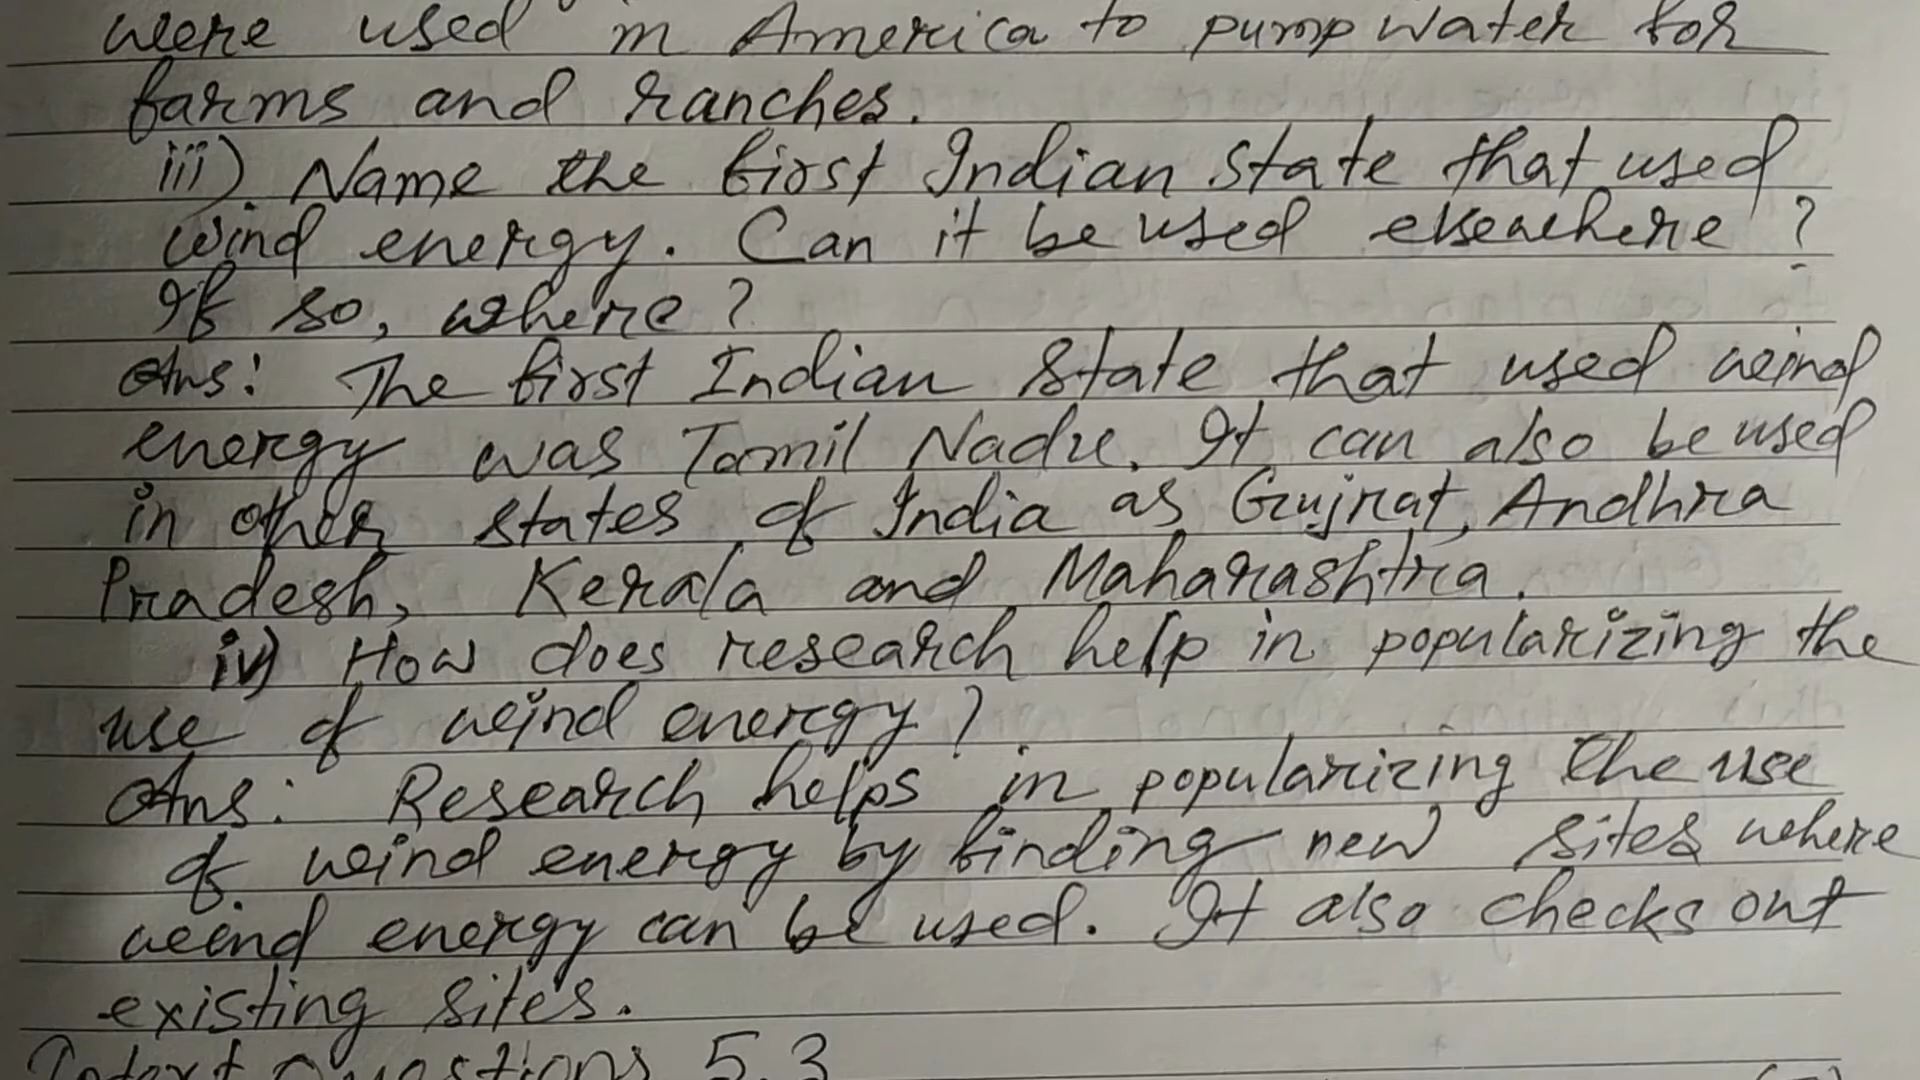 were used in America to pump water for
farms and ranches.
iii) Name the first Indian state that used
wind energy. Can it be used elsewhere?
If so, where?
Ans: The first Indian state that used wind
energy was Tamil Nadu. It can also be used
in other states of India as Gujrat, Andhra
Pradesh, Kerala and Maharashtra.
iv) How does research help in popularizing the
use of wind energy?
Ans: Research helps in popularizing the use
of wind energy by finding new sites where
wind energy can be used. It also checks out
existing sites.
Intext Questions 5.3